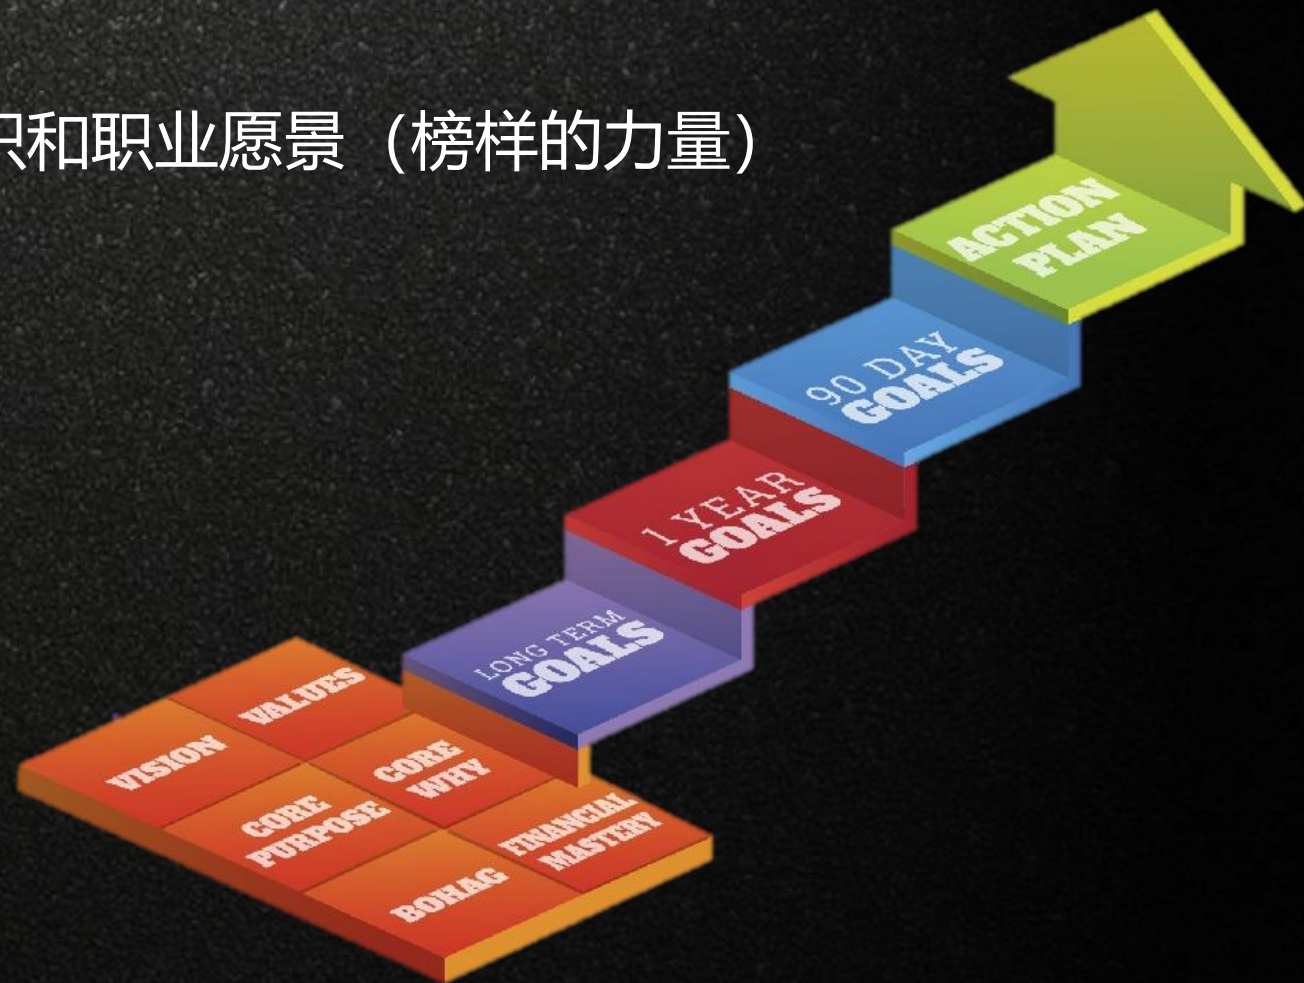 识和职业愿景（榜样的力量）
ACTION
PLAN
90 DAY
GOALS
1 YEAR
GOALS
LONG TERM
GOALS
VALUES
VISION
CORE
WHY
CORE
PURPOSE
FINANCIAL
MASTERY
BOHAG